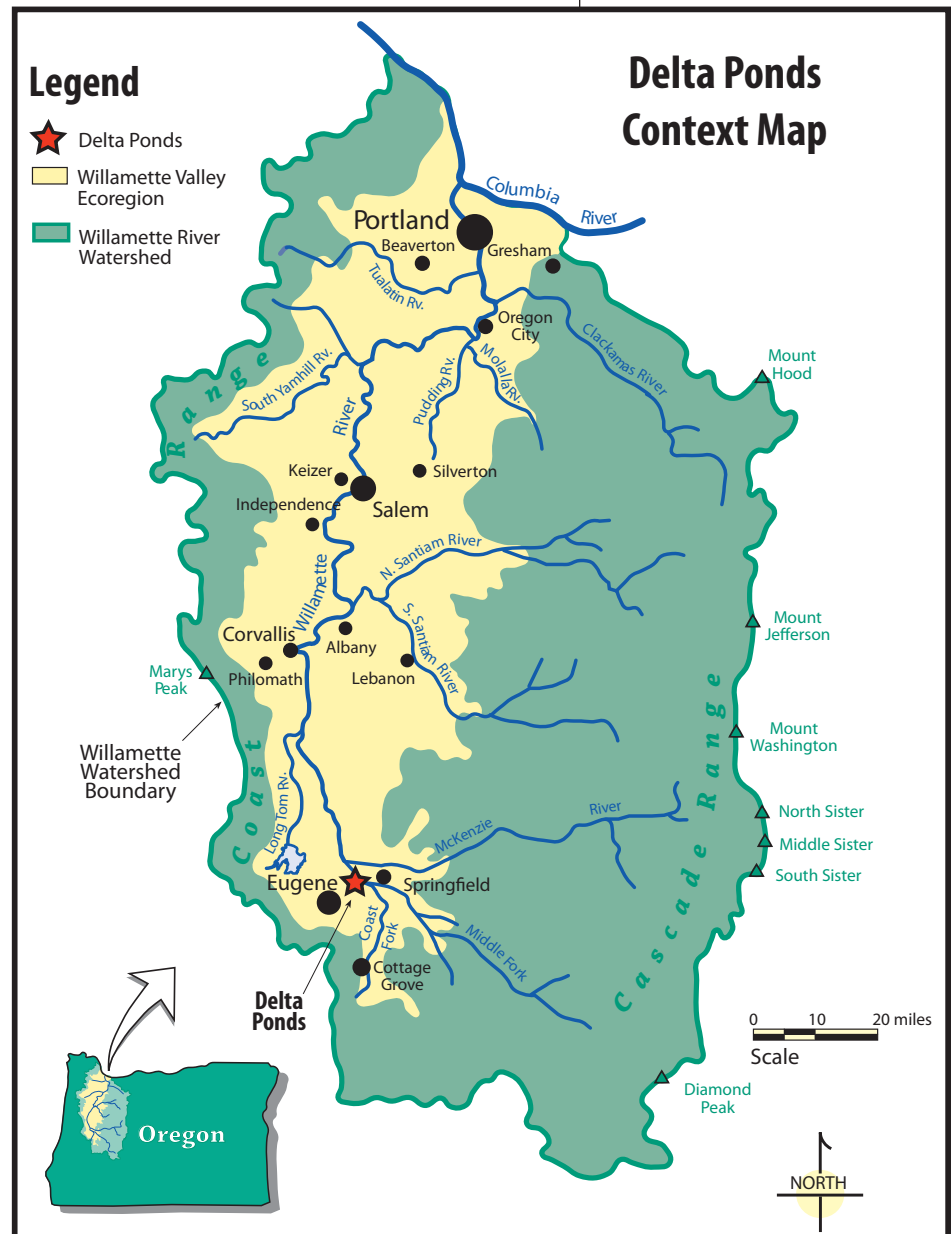 Delta Ponds
Context Map
Legend
Delta Ponds
Willamette Valley
Ecoregion
Willamette River
Watershed
Columbia
River
Portland
Beaverton
Gresham
Tualatin Rv.
Oregon
City
Clackamas River
Mount
Hood
South Yamhill Rv.
River
Pudding Rv.
Molalla Rv.
Range
Keizer
Silverton
Independence
Salem
N. Santiam River
Willamette
S. Santiam River
Corvallis
Albany
Mount
Jefferson
Marys
Peak
Philomath
Lebanon
Willamette
Watershed
Boundary
Mount
Washington
Coast
Long Tom Rv.
McKenzie
River
Cascade Range
North Sister
Middle Sister
South Sister
Eugene
Springfield
Coast
Fork
Middle Fork
Cottage
Grove
Delta
Ponds
0 10 20 miles
Scale
Diamond
Peak
Oregon
NORTH